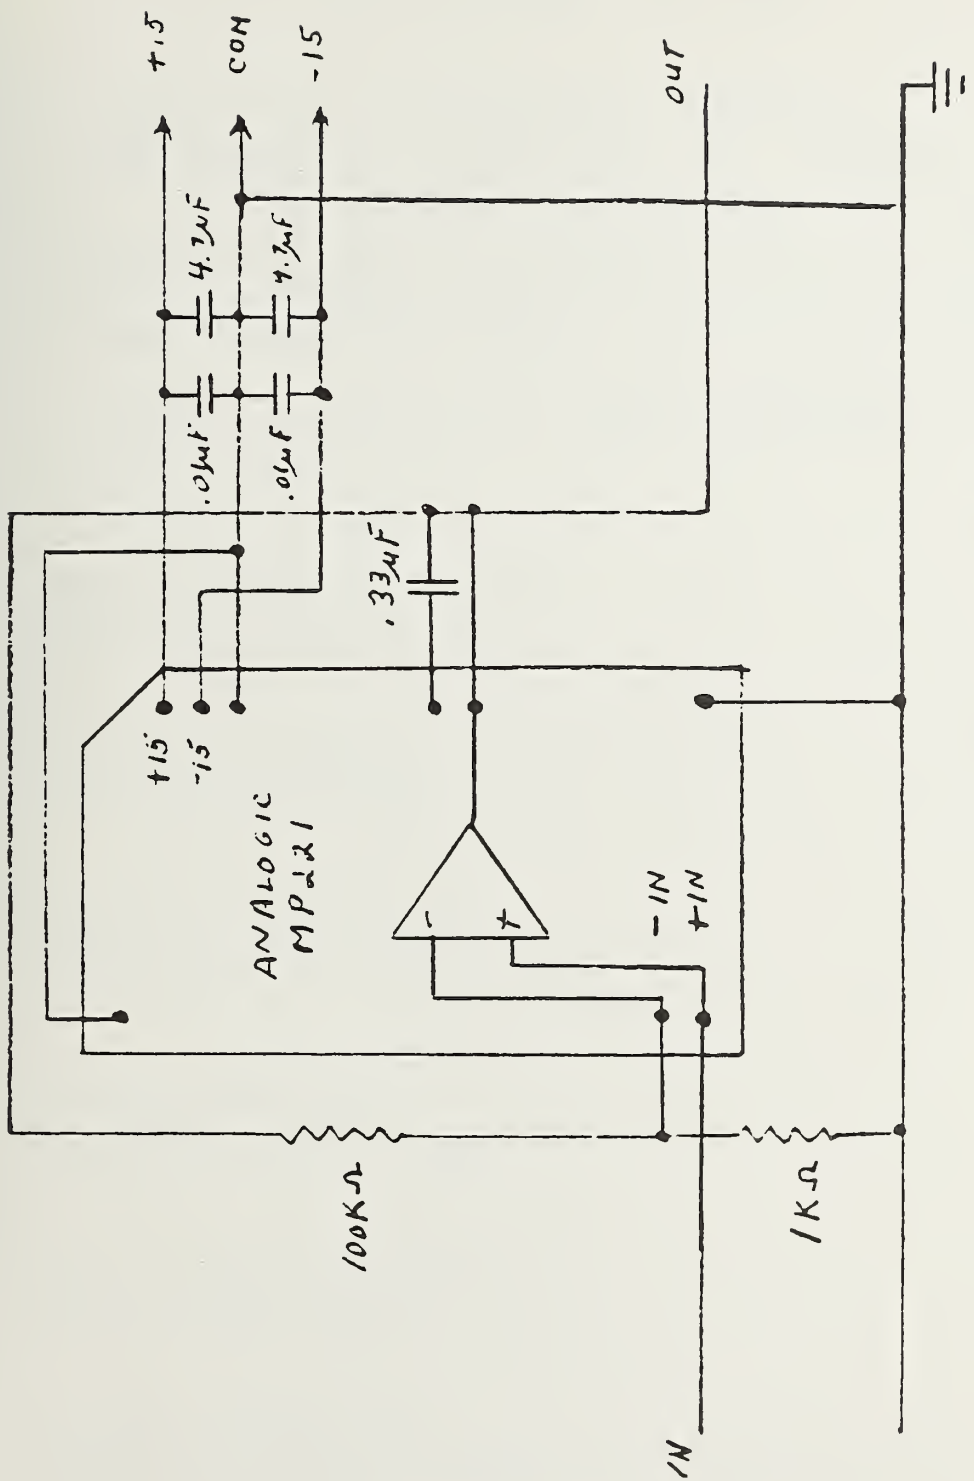 +15
COM
-15
4.7µF
4.7µF
.01µF
.01µF
OUT
.33µF
+15
-15
ANALOGIC
MP221
-IN
+IN
100KΩ
1KΩ
IN